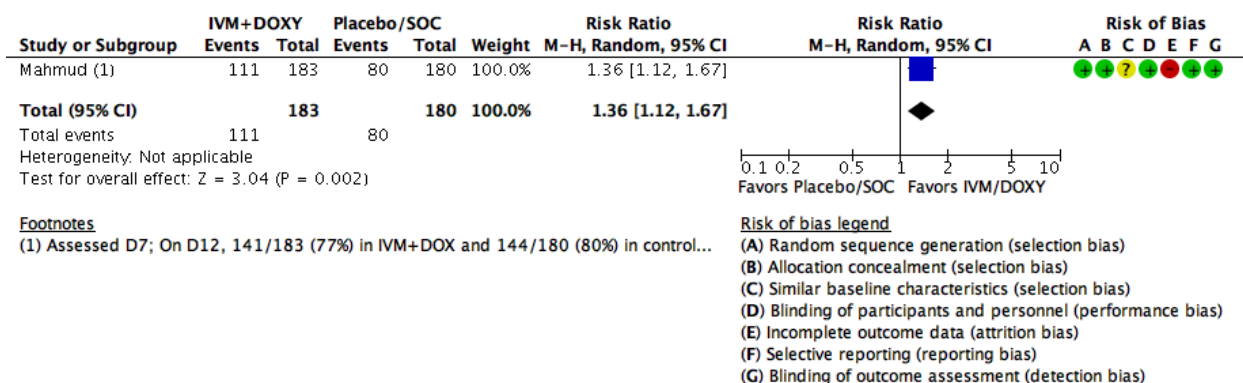 IVM+DOXY Placebo/SOC Risk Ratio Risk Ratio Risk of Bias
Study or Subgroup Events Total Events Total Weight M-H, Random, 95% CI M-H, Random, 95% CI A B C D E F G
Mahmud (1) 111 183 80 180 100.0% 1.36 [1.12, 1.67] + + ? + - + +
Total (95% CI) 183 180 100.0% 1.36 [1.12, 1.67]
Total events 111 80
Heterogeneity: Not applicable
Test for overall effect: Z = 3.04 (P = 0.002)
0.1 0.2 0.5 1 2 5 10
Favors Placebo/SOC Favors IVM/DOXY
Footnotes
(1) Assessed D7; On D12, 141/183 (77%) in IVM+DOX and 144/180 (80%) in control...
Risk of bias legend
(A) Random sequence generation (selection bias)
(B) Allocation concealment (selection bias)
(C) Similar baseline characteristics (selection bias)
(D) Blinding of participants and personnel (performance bias)
(E) Incomplete outcome data (attrition bias)
(F) Selective reporting (reporting bias)
(G) Blinding of outcome assessment (detection bias)